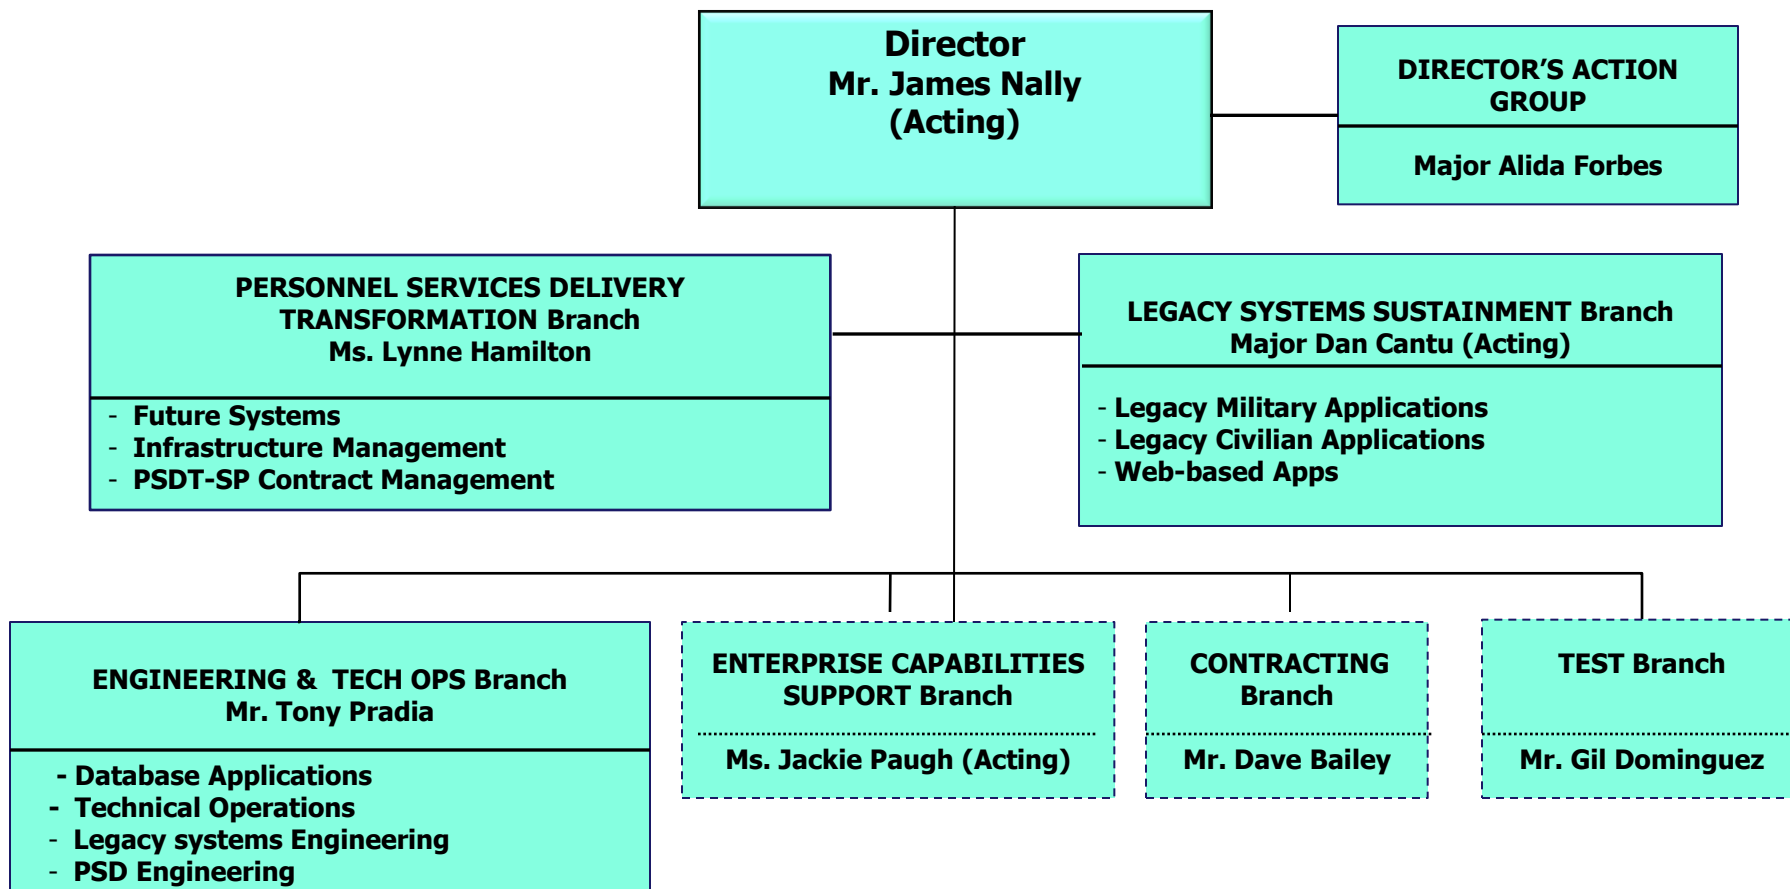 Director
Mr. James Nally
(Acting)
DIRECTOR’S ACTION
GROUP
Major Alida Forbes
PERSONNEL SERVICES DELIVERY
TRANSFORMATION Branch
Ms. Lynne Hamilton
- Future Systems
- Infrastructure Management
- PSDT-SP Contract Management
LEGACY SYSTEMS SUSTAINMENT Branch
Major Dan Cantu (Acting)
- Legacy Military Applications
- Legacy Civilian Applications
- Web-based Apps
ENGINEERING & TECH OPS Branch
Mr. Tony Pradia
- Database Applications
- Technical Operations
- Legacy systems Engineering
- PSD Engineering
ENTERPRISE CAPABILITIES
SUPPORT Branch
Ms. Jackie Paugh (Acting)
CONTRACTING
Branch
Mr. Dave Bailey
TEST Branch
Mr. Gil Dominguez